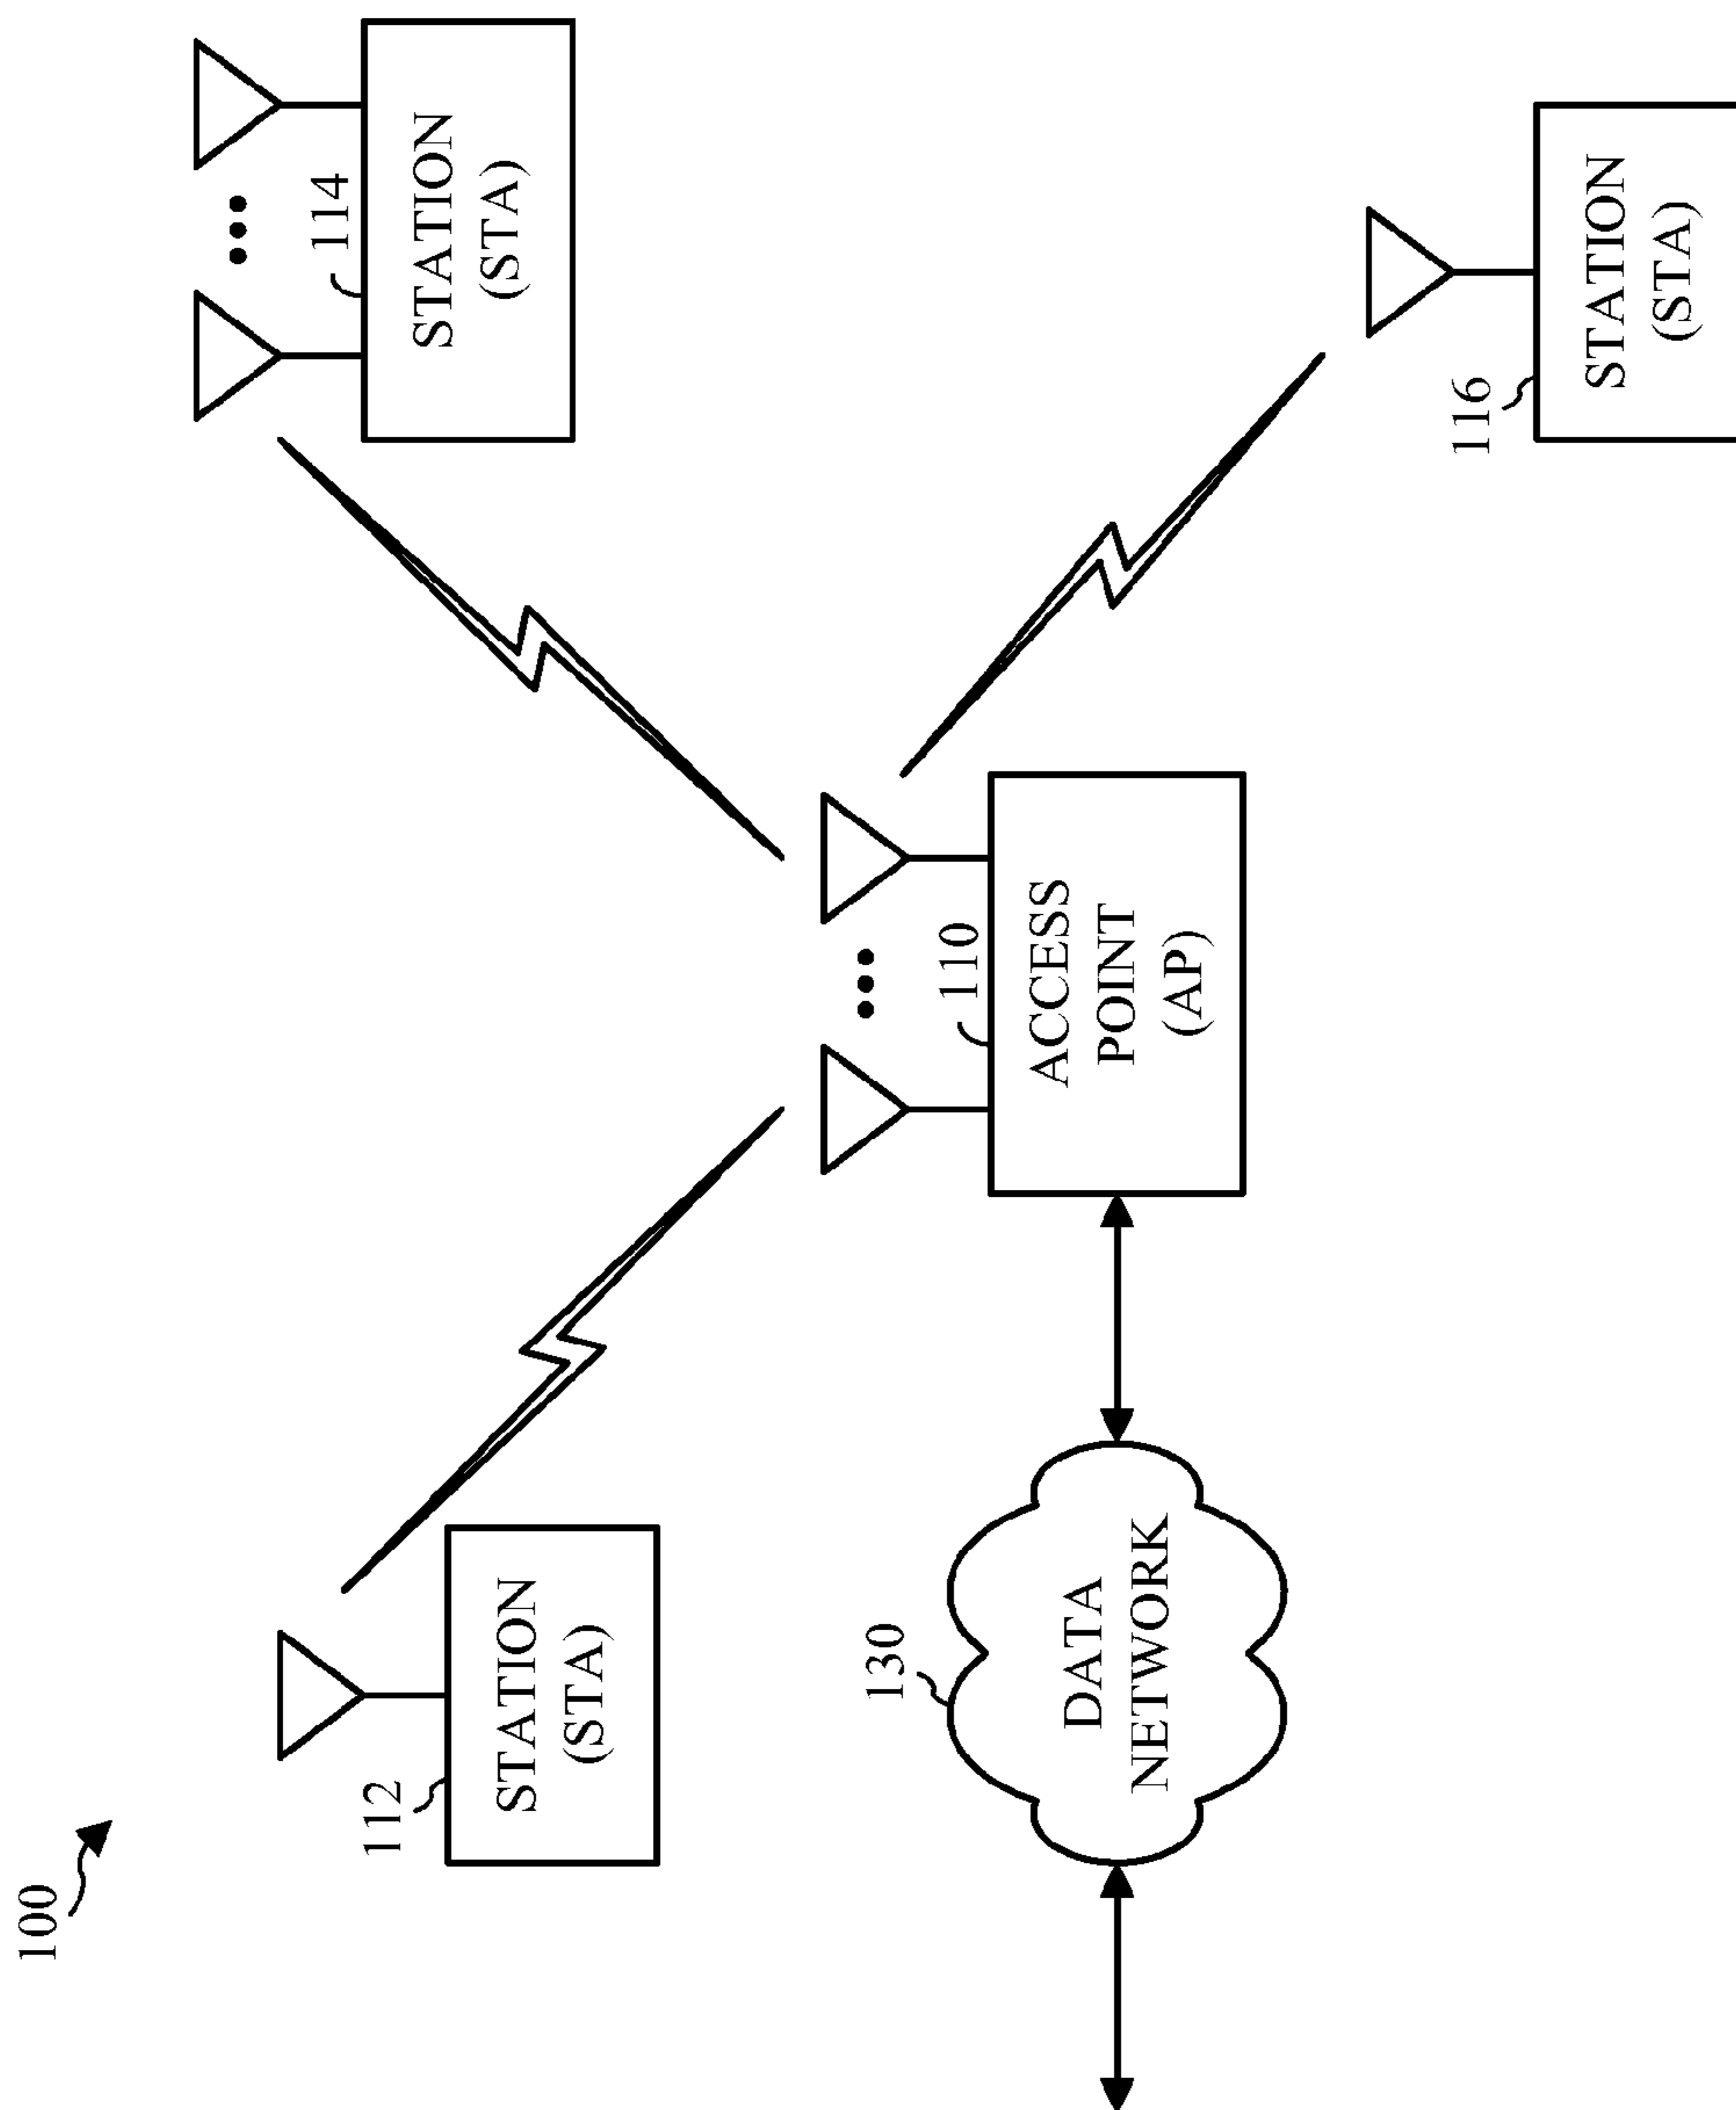 100
112
STATION
(STA)
114
STATION
(STA)
130
DATA
NETWORK
110
ACCESS
POINT
(AP)
116
STATION
(STA)